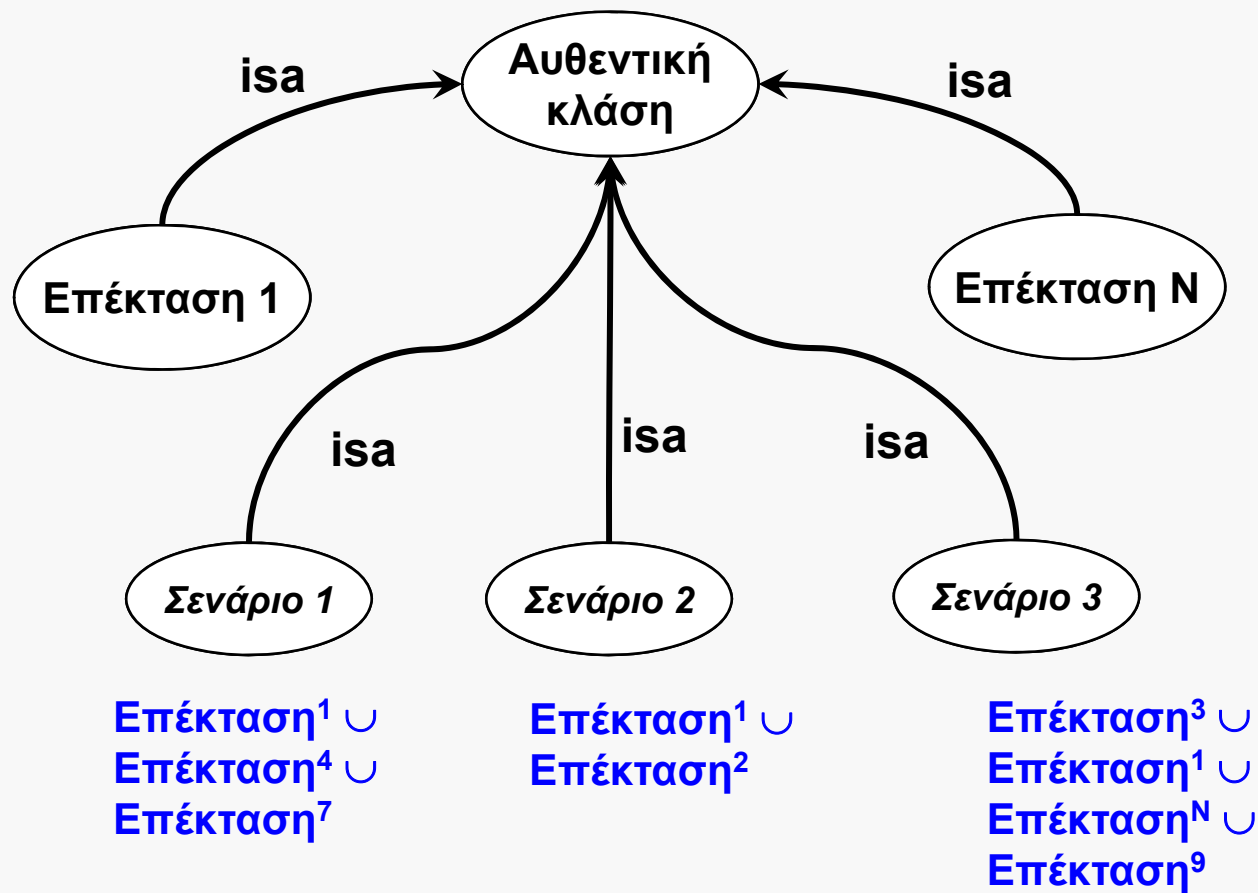 Αυθεντική
κλάση
isa
isa
Επέκταση 1
Επέκταση Ν
isa
isa
isa
Σενάριο 1
Σενάριο 2
Σενάριο 3
Επέκταση¹ ∪
Επέκταση⁴ ∪
Επέκταση⁷
Επέκταση¹ ∪
Επέκταση²
Επέκταση³ ∪
Επέκταση¹ ∪
Επέκτασηᴺ ∪
Επέκταση⁹